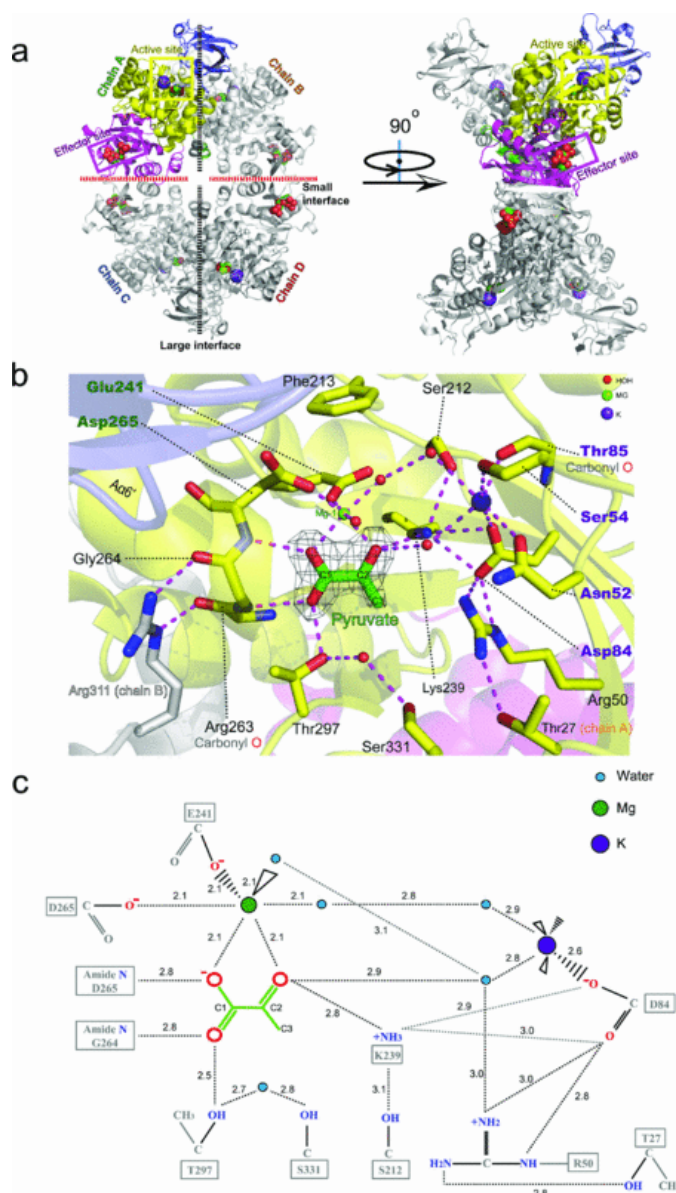 a
Chain A
Active site
Chain B
Effector site
Small
interface
Chain C
Chain D
Large interface
90°
Active site
Effector site
b
Glu241
Asp265
Phe213
Ser212
HOH
MG
K
Thr85
Carbonyl O
Ser54
Aα6'
Gly264
Pyruvate
Asn52
Asp84
Arg311 (chain B)
Lys239
Arg50
Arg263
Carbonyl O
Thr297
Ser331
Thr27 (chain A)
c
Water
Mg
K
E241
C
O O-
2.1 2.1
D265 C O- 2.1 2.1 2.8 2.9
O
3.1 2.8 2.6
2.1 2.1
Amide N
D265
2.8 O- O 2.9 O-
C1 C2 C3
2.9 C D84
2.8
Amide N
G264
2.8 O +NH3 3.0 O
K239
2.5 2.7 2.8 3.1 3.0 3.0 2.8
CH3 OH OH OH +NH2
C C C T27
T297 S331 S212
H2N C NH R50 C
2.8 OH CH